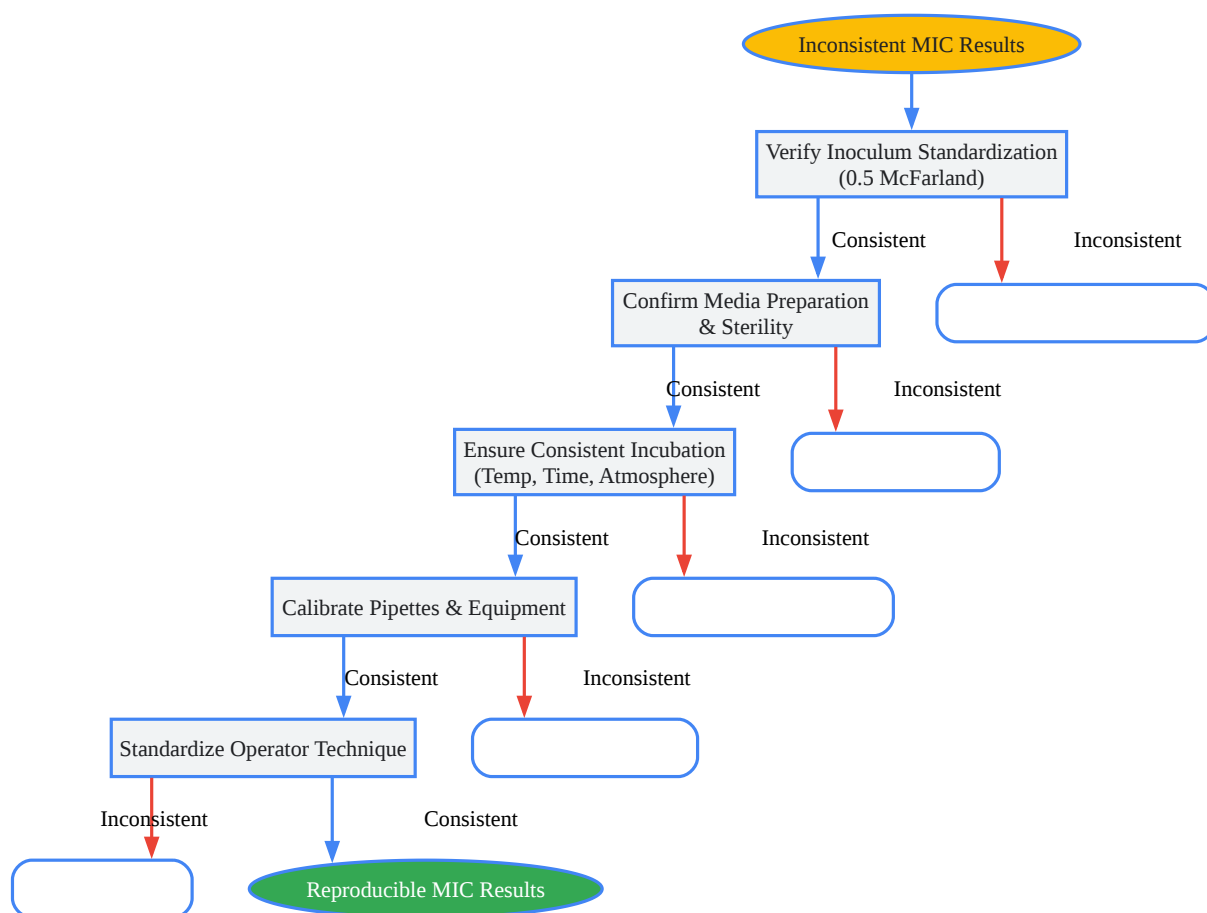 Inconsistent MIC Results
Verify Inoculum Standardization
(0.5 McFarland)
Consistent
Inconsistent
Confirm Media Preparation
& Sterility
Consistent
Inconsistent
Ensure Consistent Incubation
(Temp, Time, Atmosphere)
Consistent
Inconsistent
Calibrate Pipettes & Equipment
Consistent
Inconsistent
Standardize Operator Technique
Inconsistent
Consistent
Reproducible MIC Results